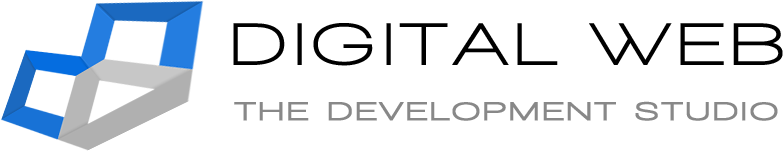 DIGITAL WEB
THE DEVELOPMENT STUDIO